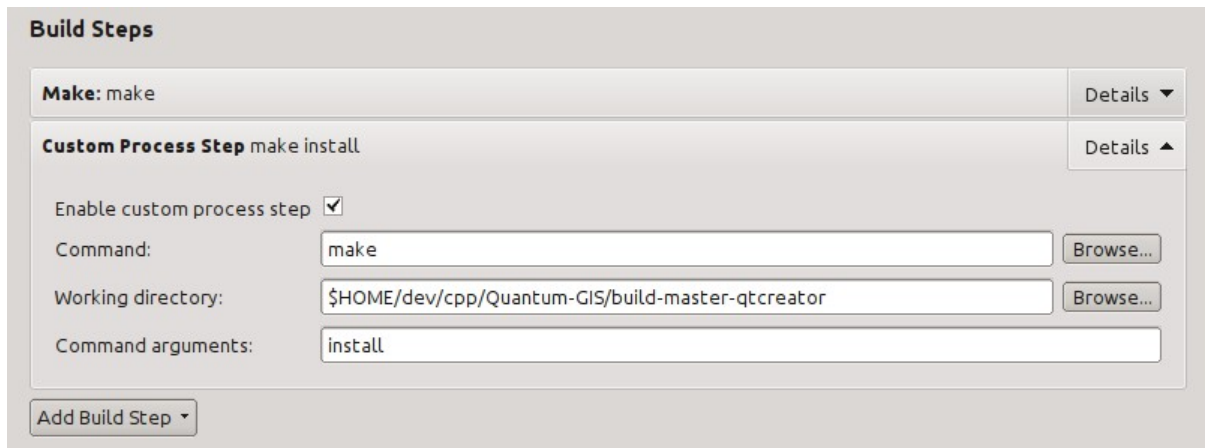 Build Steps
Make: make Details
Custom Process Step make install Details
Enable custom process step
Command: make Browse...
Working directory: $HOME/dev/cpp/Quantum-GIS/build-master-qtcreator Browse...
Command arguments: install
Add Build Step